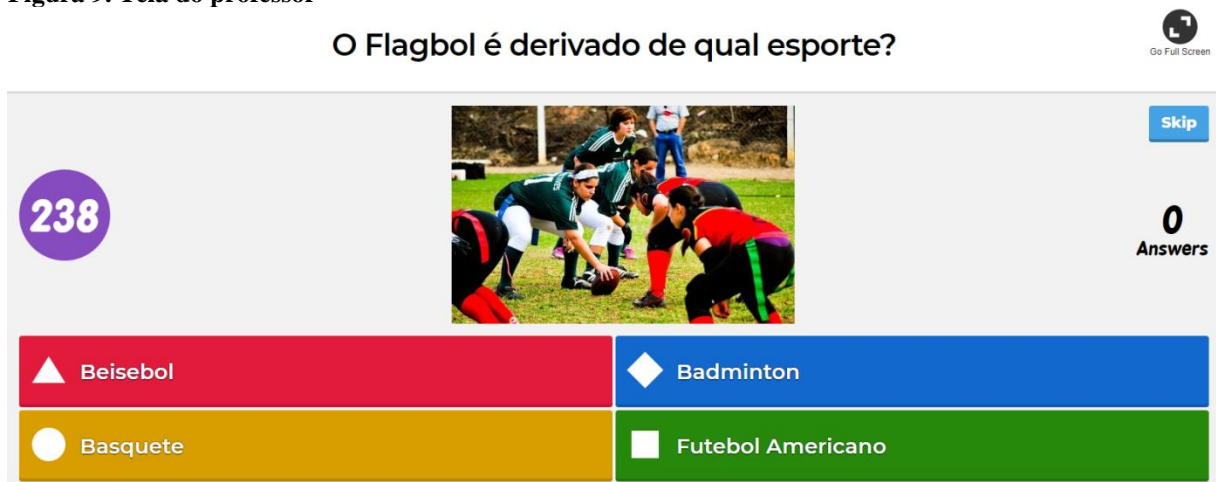 Figura 9: Tela do professor
O Flagbol é derivado de qual esporte?
Go Full Screen
Skip
238
0
Answers
Beisebol
Badminton
Basquete
Futebol Americano